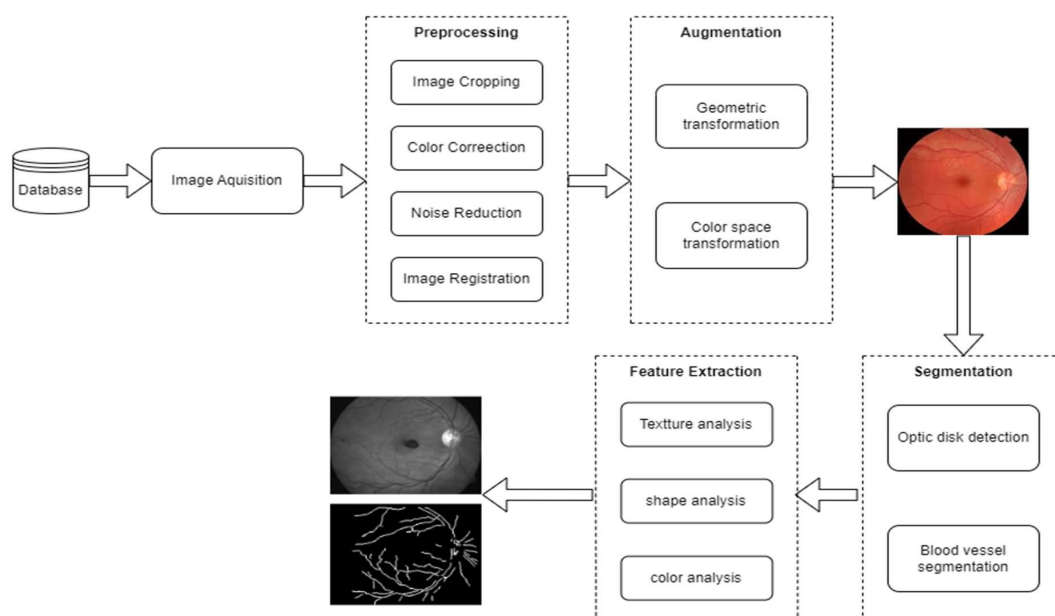 Preprocessing
Image Cropping
Color Correection
Noise Reduction
Image Registration
Augmentation
Geometric
transformation
Color space
transformation
Database
Image Aquisition
Segmentation
Optic disk detection
Blood vessel
segmentation
Feature Extraction
Textture analysis
shape analysis
color analysis